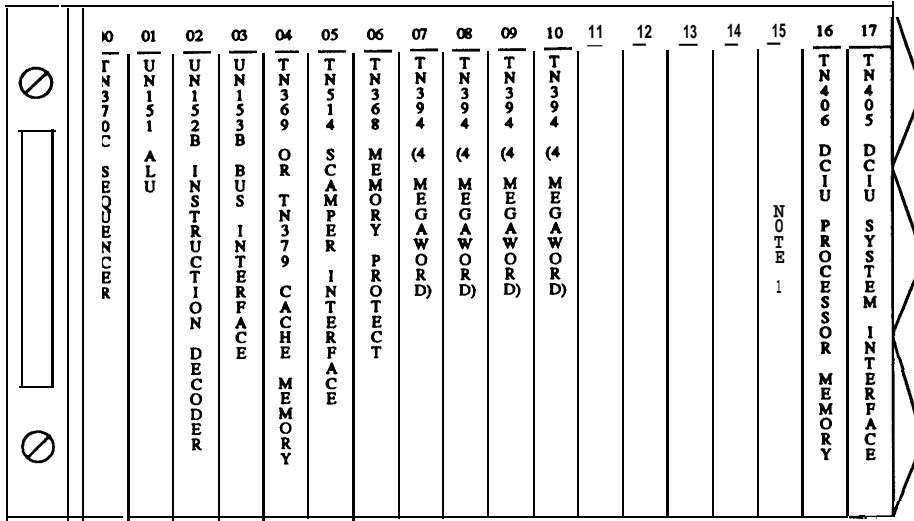 00 01 02 03 04 05 06 07 08 09 10 11 12 13 14 15 16 17
TN370C SEQUENCER
UN151 ALU
UN152B INSTRUCTION DECODER
UN153B BUS INTERFACE
TN369 OR TN379 CACHE MEMORY
TN514 SCAMPER INTERFACE
TN368 MEMORY PROTECT
TN394 (4 MEGAWORD)
TN394 (4 MEGAWORD)
TN394 (4 MEGAWORD)
TN394 (4 MEGAWORD)
NOTE 1
TN406 DCIU PROCESSOR MEMORY
TN405 DCIU SYSTEM INTERFACE